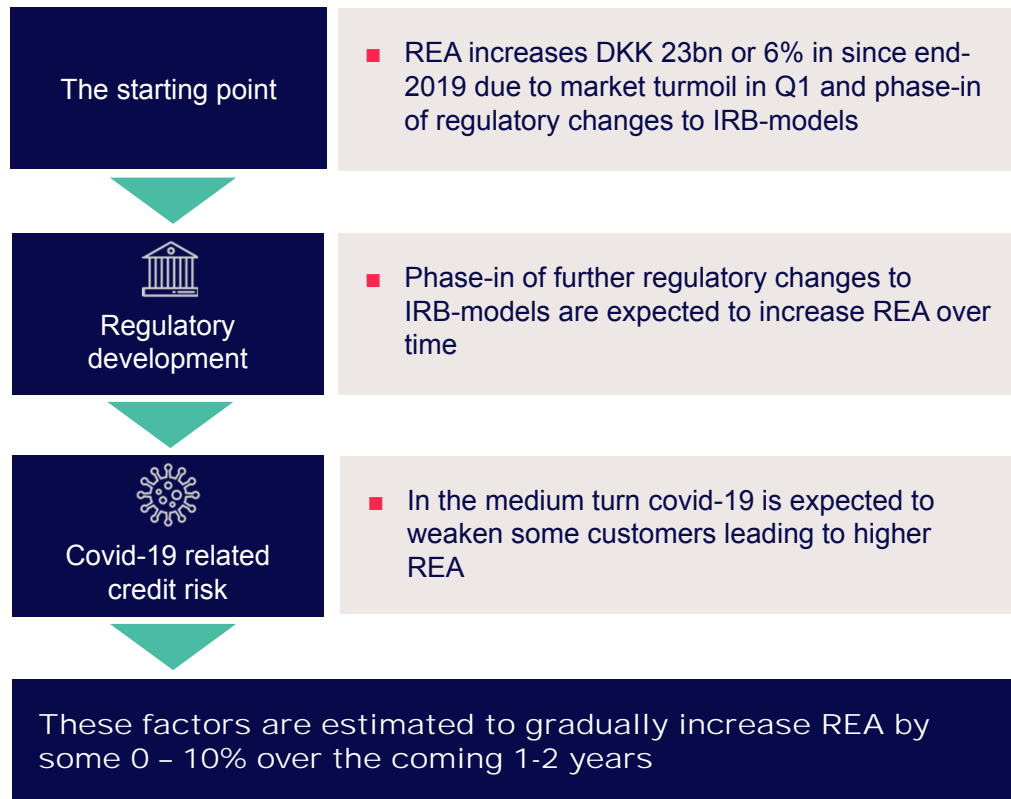 The starting point
■ REA increases DKK 23bn or 6% in since end-
2019 due to market turmoil in Q1 and phase-in
of regulatory changes to IRB-models
Regulatory
development
■ Phase-in of further regulatory changes to
IRB-models are expected to increase REA over
time
Covid-19 related
credit risk
■ In the medium turn covid-19 is expected to
weaken some customers leading to higher
REA
These factors are estimated to gradually increase REA by
some 0 – 10% over the coming 1-2 years